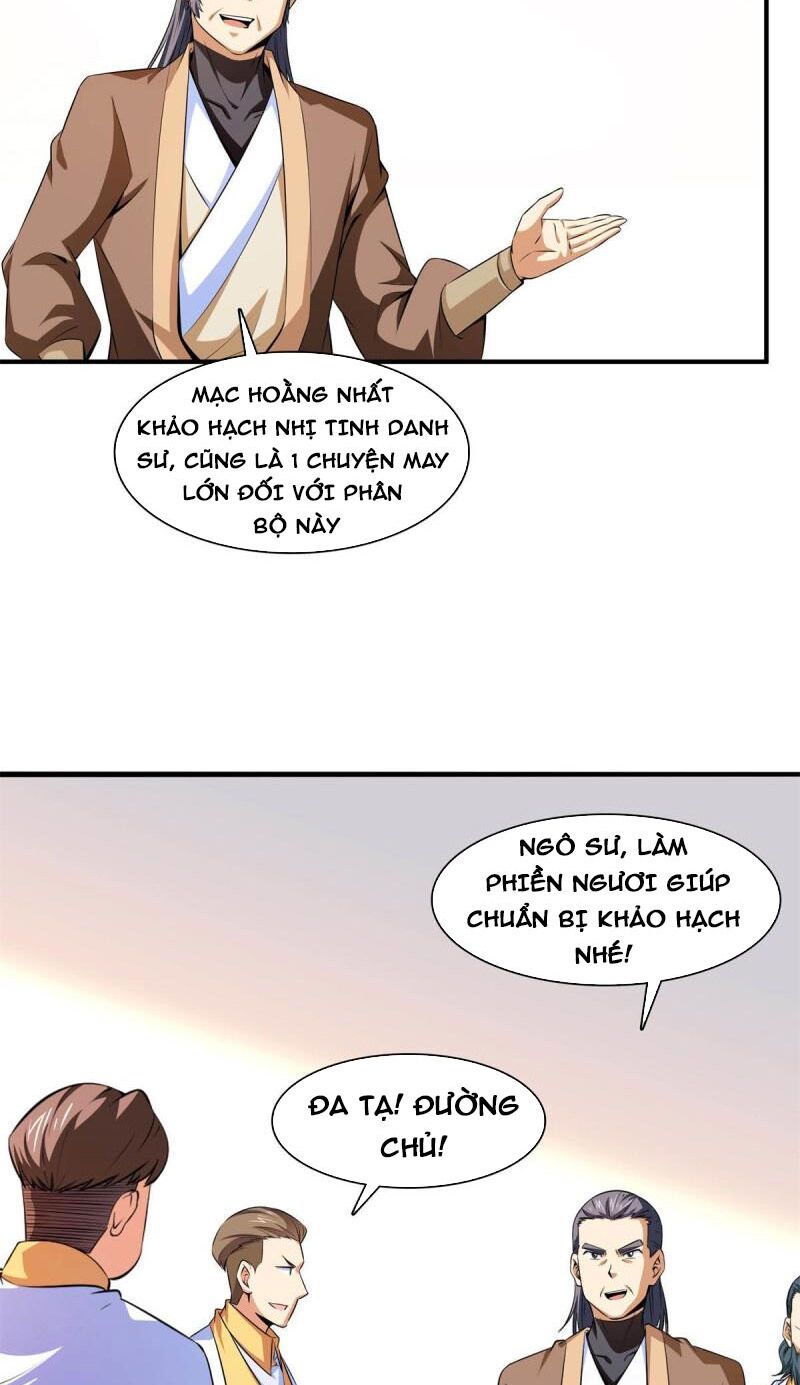 MẠC HOẰNG NHẤT
KHẢO HẠCH NHỊ TINH DANH
SƯ, CŨNG LÀ 1 CHUYỆN MAY
LỚN ĐỐI VỚI PHÂN
BỘ NÀY
NGÔ SƯ, LÀM
PHIỀN NGƯƠI GIÚP
CHUẨN BỊ KHẢO HẠCH
NHÉ!
ĐA TẠ! ĐƯỜNG
CHỦ!